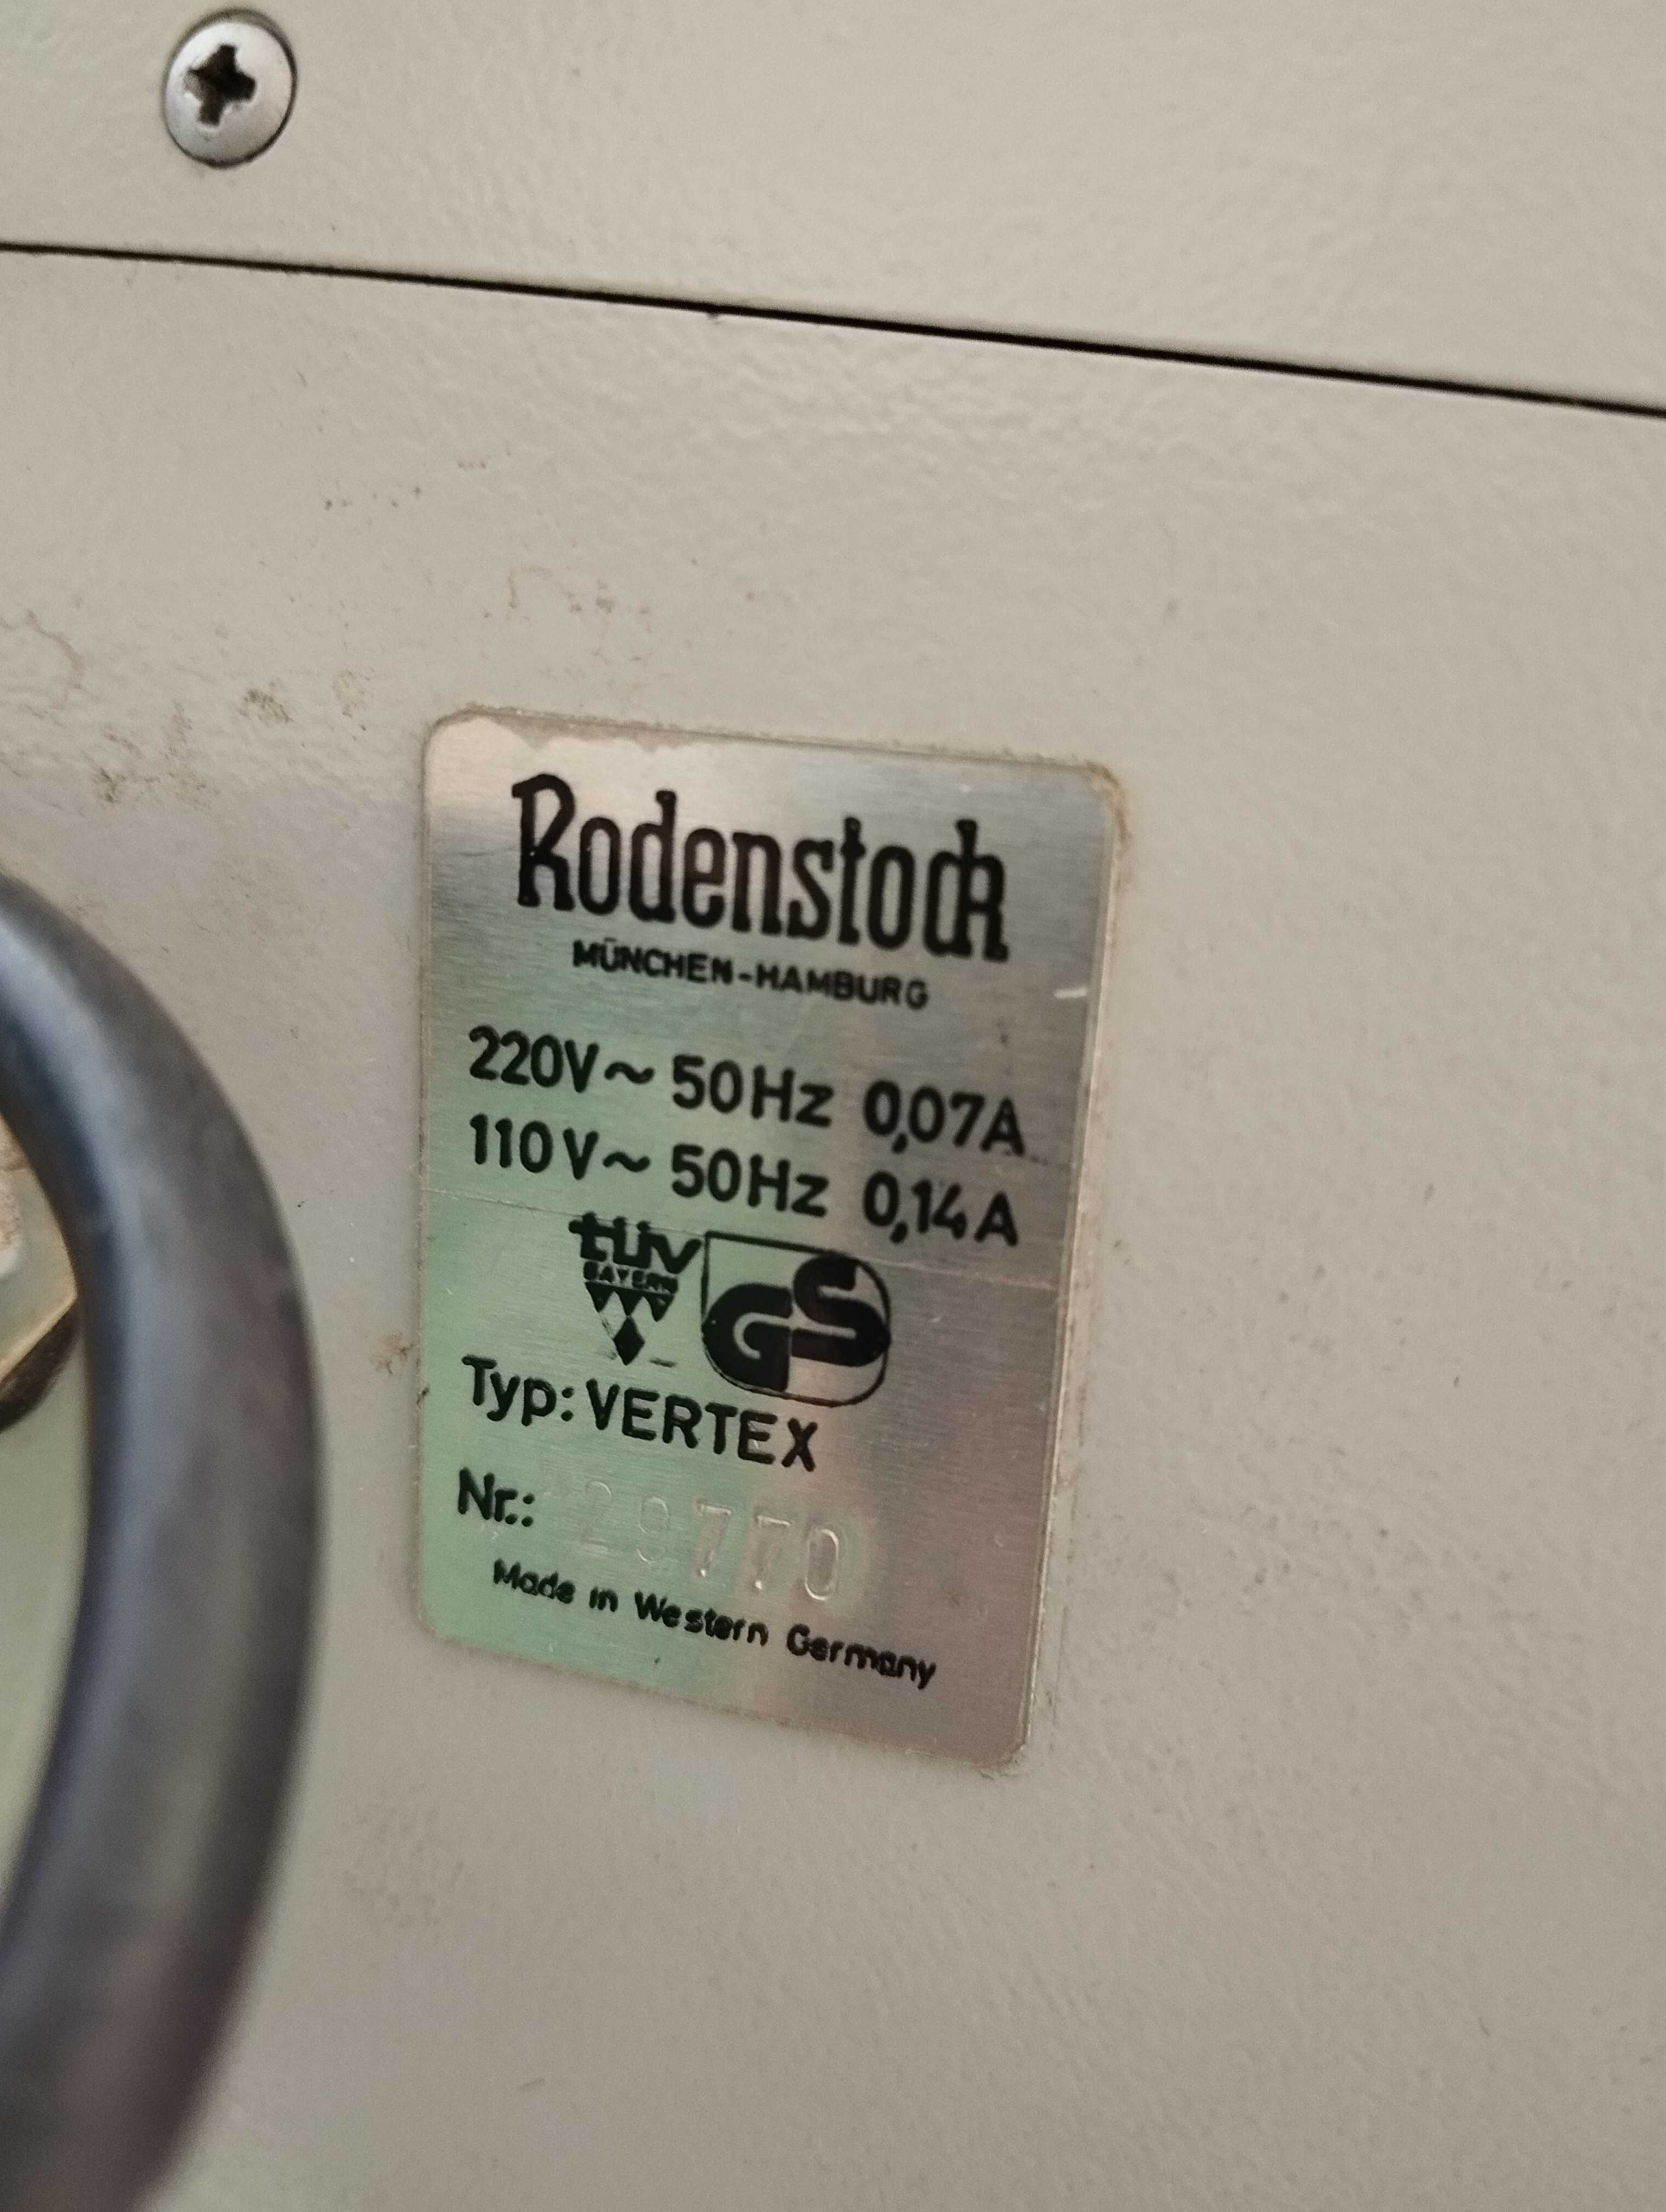 Rodenstock
MÜNCHEN-HAMBURG
220V~ 50Hz 0,07A
110V~ 50Hz 0,14A
tüv
BAYERN
GS
Typ: VERTEX
Nr.: 29770
Made in Western Germany